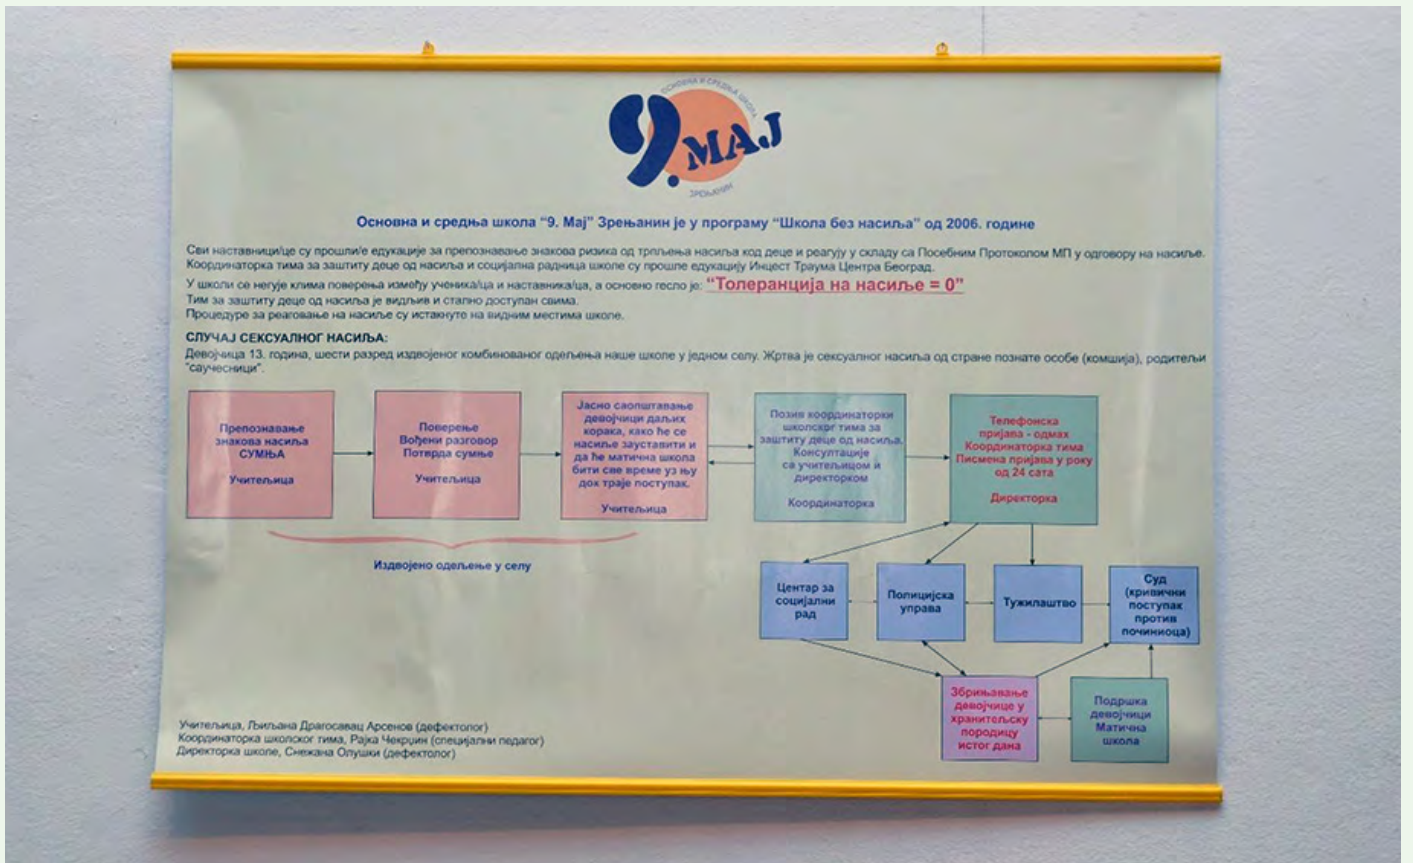 ОСНОВНА И СРЕДЊА ШКОЛА
9. МАЈ
ЗРЕЊАНИН
Основна и средња школа “9. Мај” Зрењанин је у програму “Школа без насиља” од 2006. године
Сви наставници/це су прошли/е едукације за препознавање знакова ризика од трпљења насиља код деце и реагују у складу са Посебним Протоколом МП у одговору на насиље.
Координаторка тима за заштиту деце од насиља и социјална радница школе су прошле едукацију Инцест Траума Центра Београд.
У школи се негује клима поверења између ученика/ца и наставника/ца, а основно гесло је: “Толеранција на насиље = 0”
Тим за заштиту деце од насиља је видљив и стално доступан свима.
Процедуре за реаговање на насиље су истакнуте на видним местима школе.
СЛУЧАЈ СЕКСУАЛНОГ НАСИЉА:
Девојчица 13. година, шести разред издвојеног комбинованог одељења наше школе у једном селу. Жртва је сексуалног насиља од стране познате особе (комшија), родитељи
“саучесници”.
Препознавање
знакова насиља
СУМЊА
Учитељица
Поверење
Вођени разговор
Потврда сумње
Учитељица
Јасно саопштавање
девојчици даљих
корака, како ће се
насиље зауставити и
да ће матична школа
бити све време уз њу
док траје поступак.
Учитељица
Позив координаторки
школског тима за
заштиту деце од насиља.
Консултације
са учитељицом и
директорком
Координаторка
Телефонска
пријава - одмах
Координаторка тима
Писмена пријава у року
од 24 сата
Директорка
Издвојено одељење у селу
Центар за
социјални
рад
Полицијска
управа
Тужилаштво
Суд
(кривични
поступак
против
починиоца)
Збрињавање
девојчице у
хранитељску
породицу
истог дана
Подршка
девојчици
Матична
школа
Учитељица, Љиљана Драгосавац Арсенов (дефектолог)
Координаторка школског тима, Рајка Чекрџин (специјални педагог)
Директорка школе, Снежана Олушки (дефектолог)